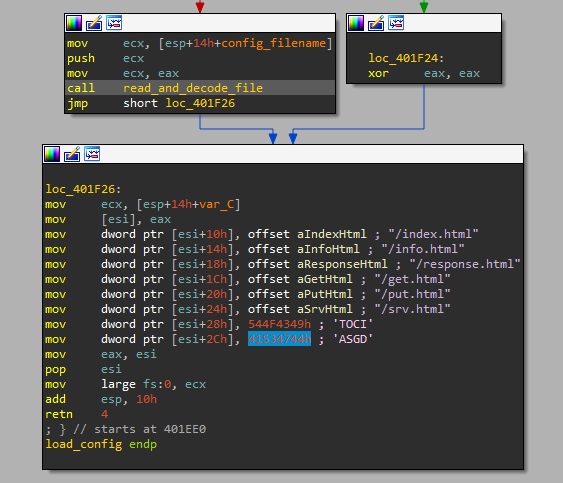 mov ecx, [esp+14h+config_filename]
push ecx
mov ecx, eax
call read_and_decode_file
jmp short loc_401F26
loc_401F24:
xor eax, eax
loc_401F26:
mov ecx, [esp+14h+var_C]
mov [esi], eax
mov dword ptr [esi+10h], offset aIndexHtml ; "/index.html"
mov dword ptr [esi+14h], offset aInfoHtml ; "/info.html"
mov dword ptr [esi+18h], offset aResponseHtml ; "/response.html"
mov dword ptr [esi+1Ch], offset aGetHtml ; "/get.html"
mov dword ptr [esi+20h], offset aPutHtml ; "/put.html"
mov dword ptr [esi+24h], offset aSrvHtml ; "/srv.html"
mov dword ptr [esi+28h], 544F4349h ; 'TOCI'
mov dword ptr [esi+2Ch], 41534744h ; 'ASGD'
mov eax, esi
pop esi
mov large fs:0, ecx
add esp, 10h
retn 4
; } // starts at 401EE0
load_config endp